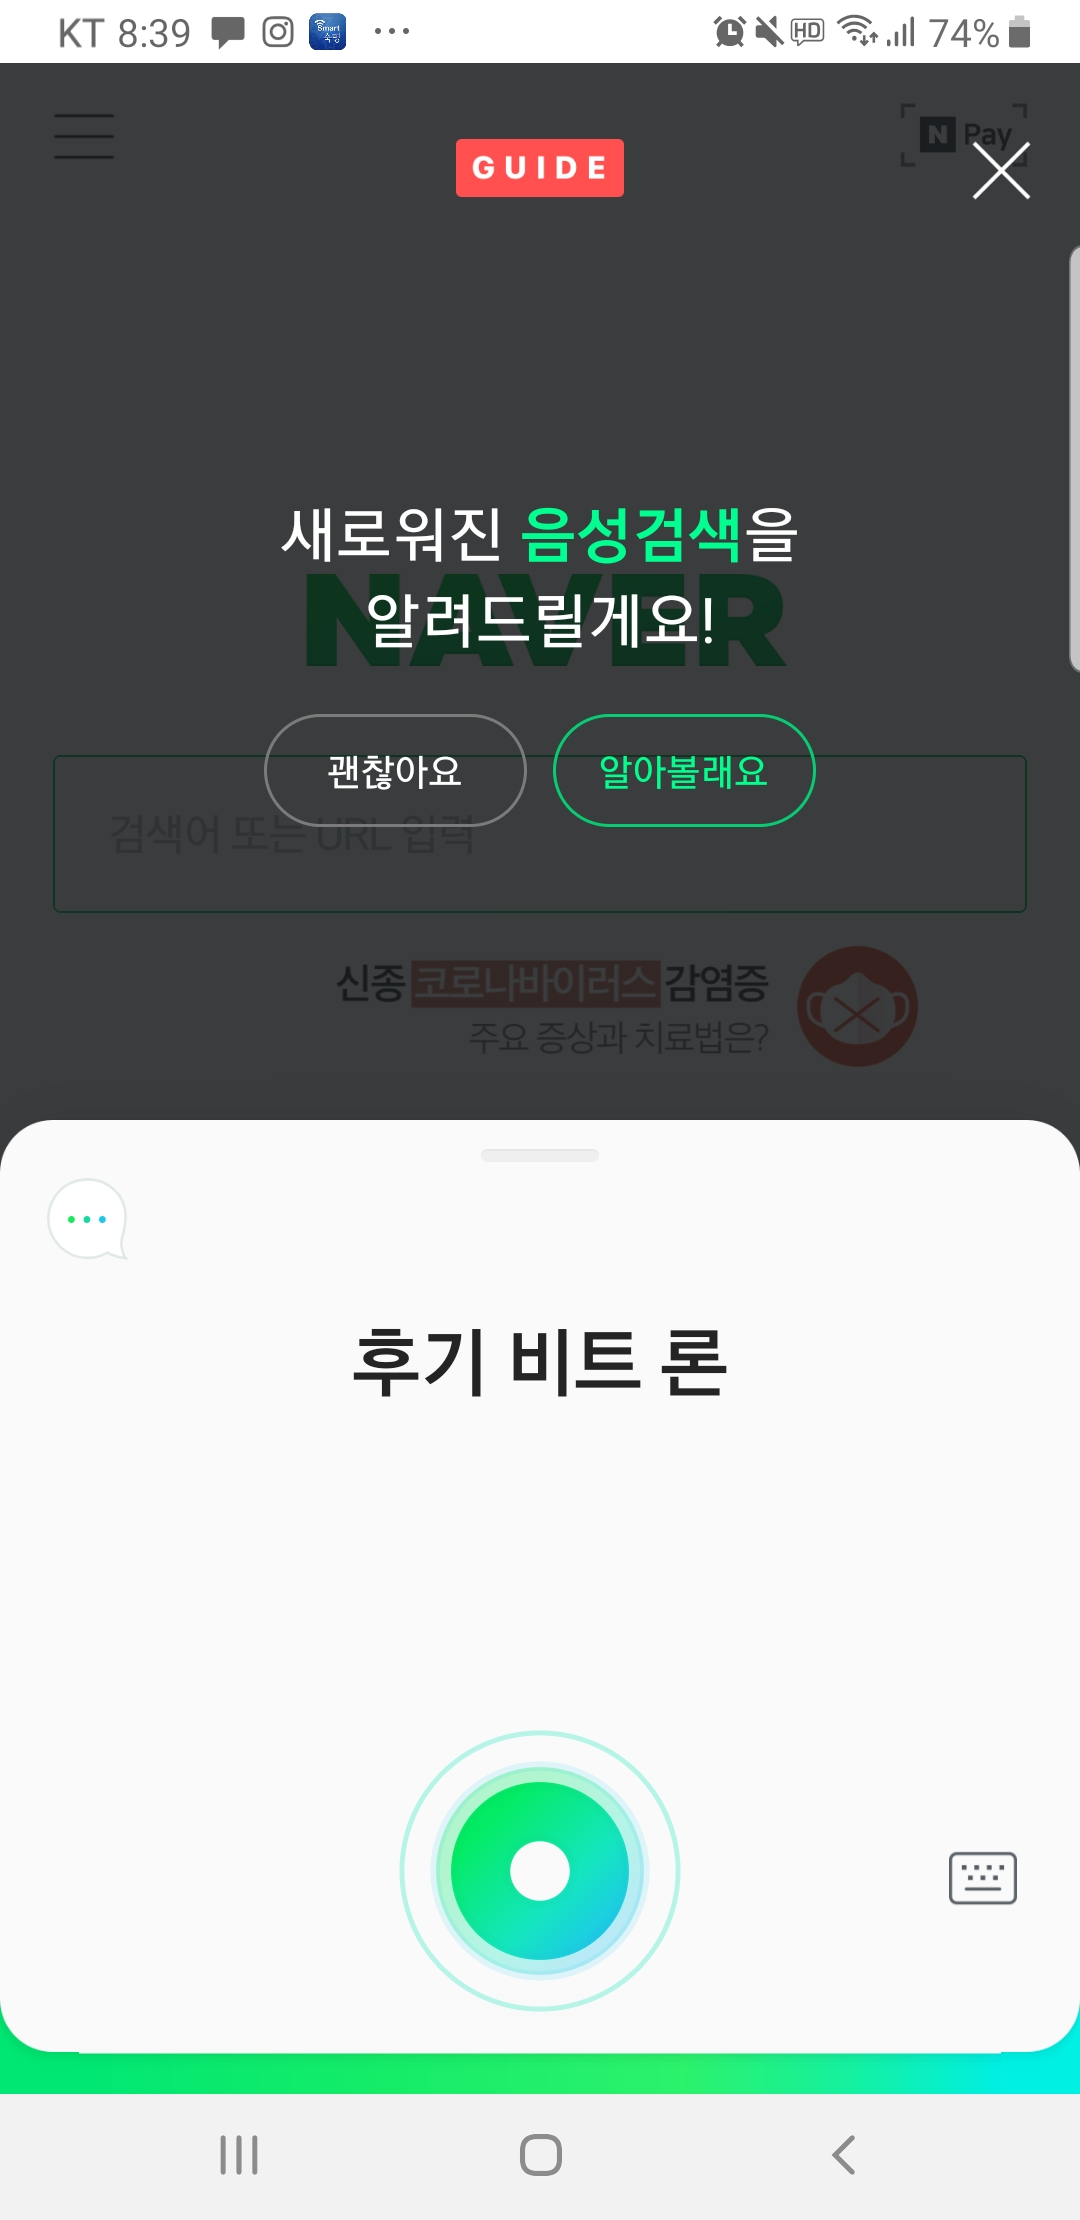 KT 8:39
Smart
HD
74%
N Pay
GUIDE
새로워진 음성검색을
NAVER
알려드릴게요!
괜찮아요
알아볼래요
검색어 또는 URL 입력
신종 코로나바이러스 감염증
주요 증상과 치료법은?
후기 비트 론